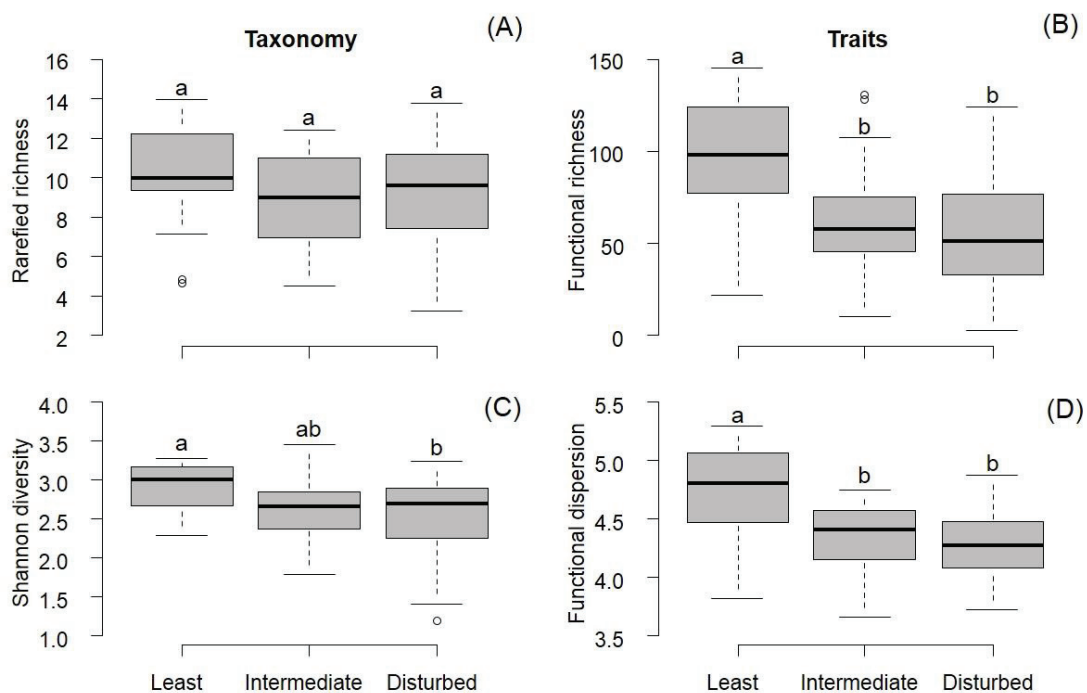 Taxonomy
(A)
Rarefied richness
16
14
12
10
8
6
4
2
a
a
a
Traits
(B)
Functional richness
150
100
50
0
a
b
b
(C)
Shannon diversity
4.0
3.5
3.0
2.5
2.0
1.5
1.0
a
ab
b
Least
Intermediate
Disturbed
(D)
Functional dispersion
5.5
5.0
4.5
4.0
3.5
a
b
b
Least
Intermediate
Disturbed